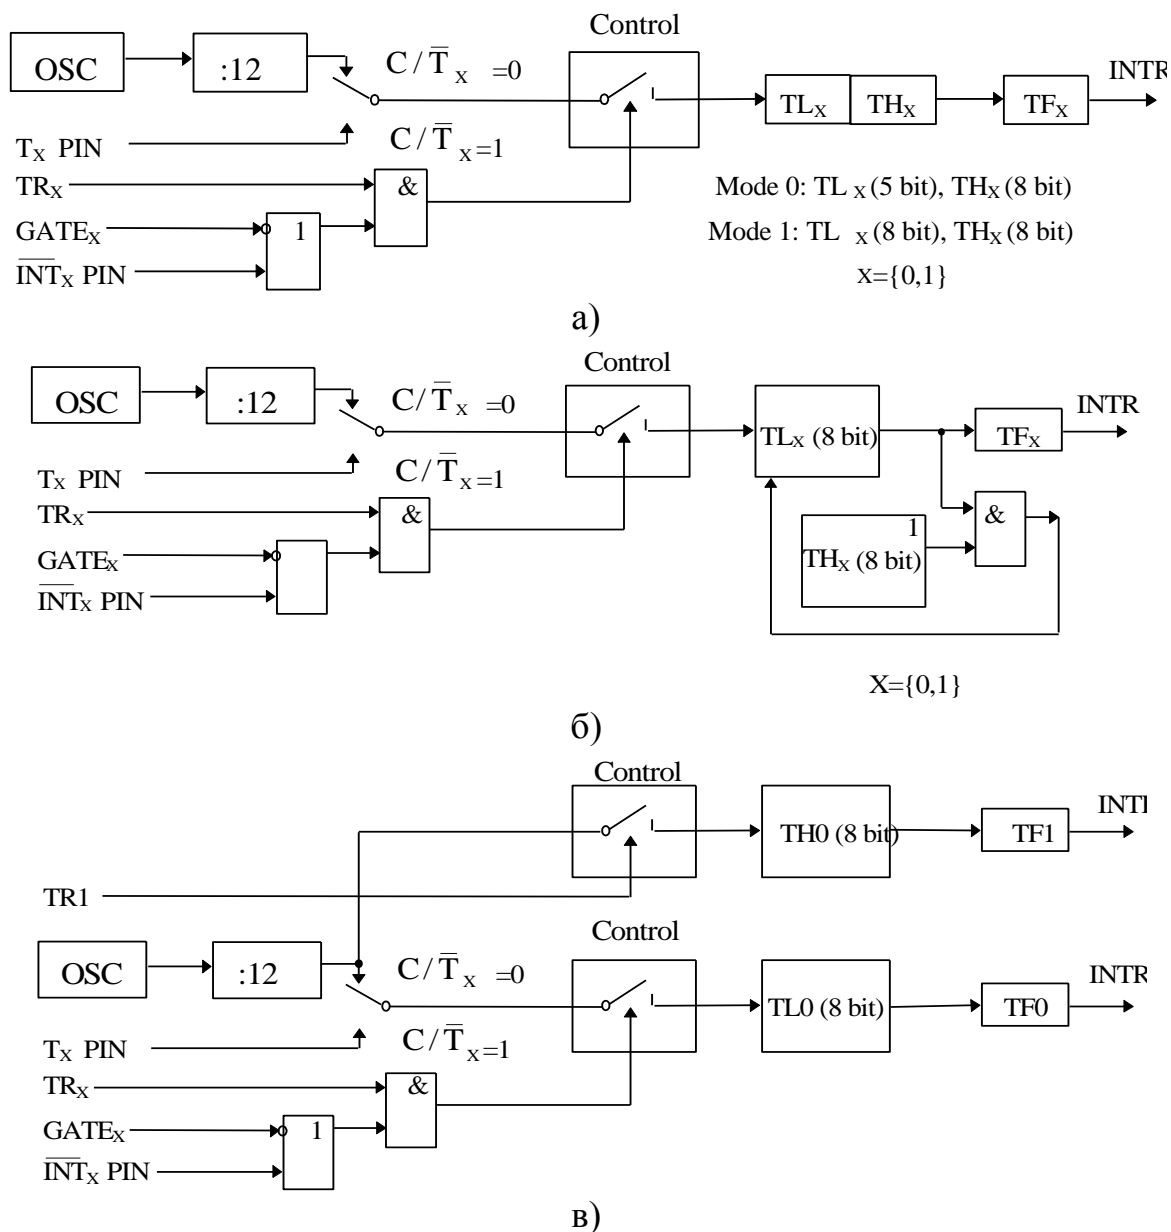 Control
OSC
:12
C/T̅ X =0
INTR
TLX
THX
TFX
TX PIN
C/T̅ X=1
TRX
&
Mode 0: TL X (5 bit), THX (8 bit)
GATEX
1
Mode 1: TL X (8 bit), THX (8 bit)
I̅N̅T̅X PIN
X={0,1}
а)
Control
OSC
:12
C/T̅ X =0
INTR
TLX (8 bit)
TFX
TX PIN
C/T̅ X=1
TRX
&
&
1
GATEX
THX (8 bit)
I̅N̅T̅X PIN
X={0,1}
б)
Control
INTI
TH0 (8 bit)
TF1
TR1
Control
OSC
:12
C/T̅ X =0
INTR
TL0 (8 bit)
TF0
TX PIN
C/T̅ X=1
TRX
&
GATEX
1
I̅N̅T̅X PIN
в)